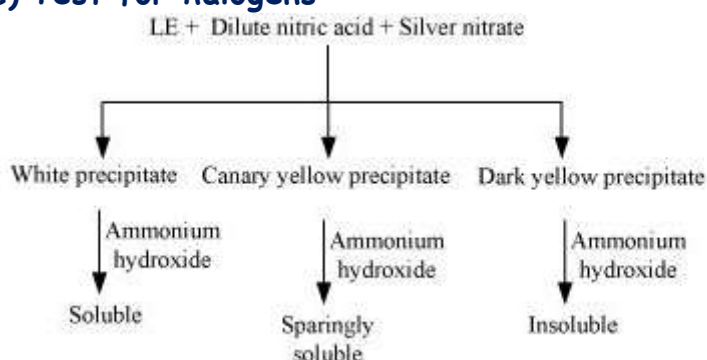 Test for Halogens
LE + Dilute nitric acid + Silver nitrate
White precipitate Canary yellow precipitate Dark yellow precipitate
Ammonium hydroxide
Ammonium hydroxide
Ammonium hydroxide
Soluble
Sparingly soluble
Insoluble